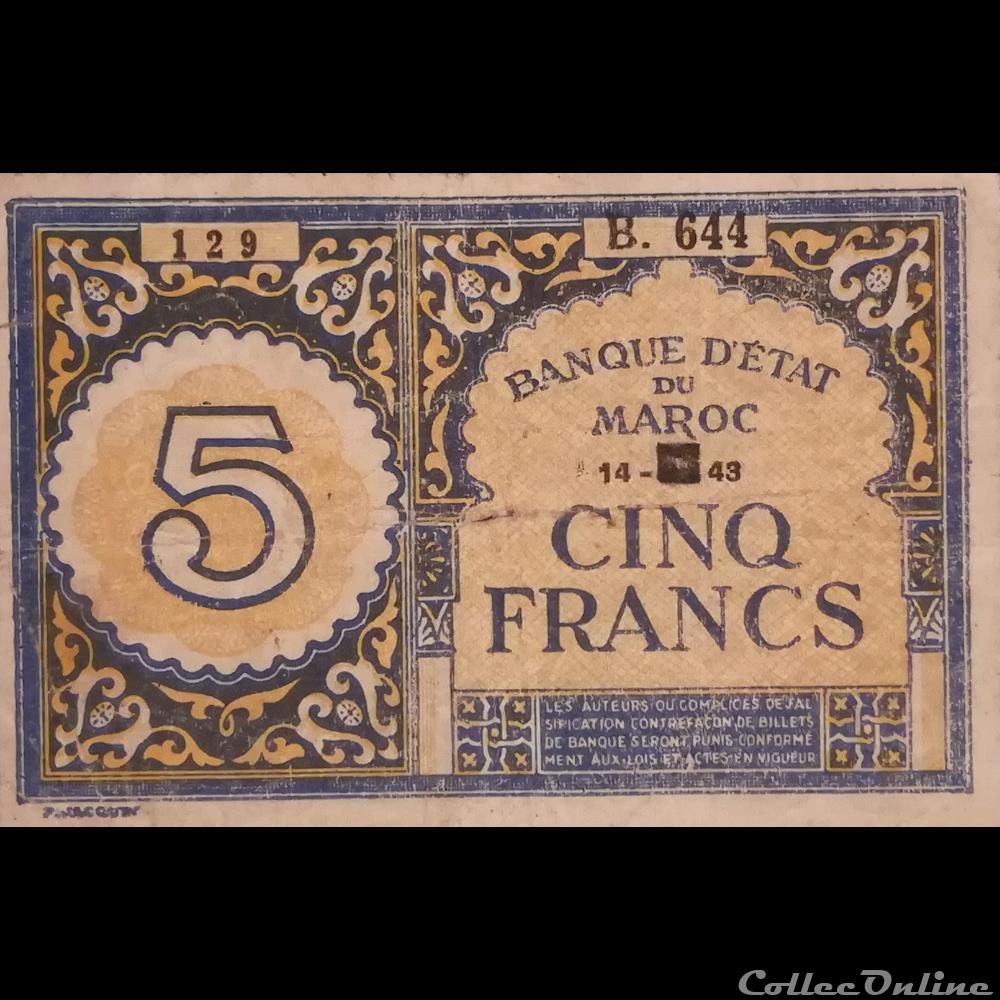 129
B. 644
5
BANQUE D'ÉTAT
DU
MAROC
14 - 43
CINQ
FRANCS
LES AUTEURS OU COMPLICES DE FAL
SIFICATION CONTREFAÇON DE BILLETS
DE BANQUE SERONT PUNIS CONFORMÉ
MENT AUX LOIS ET ACTES EN VIGUEUR
P. JACQUIN
CollecOnline